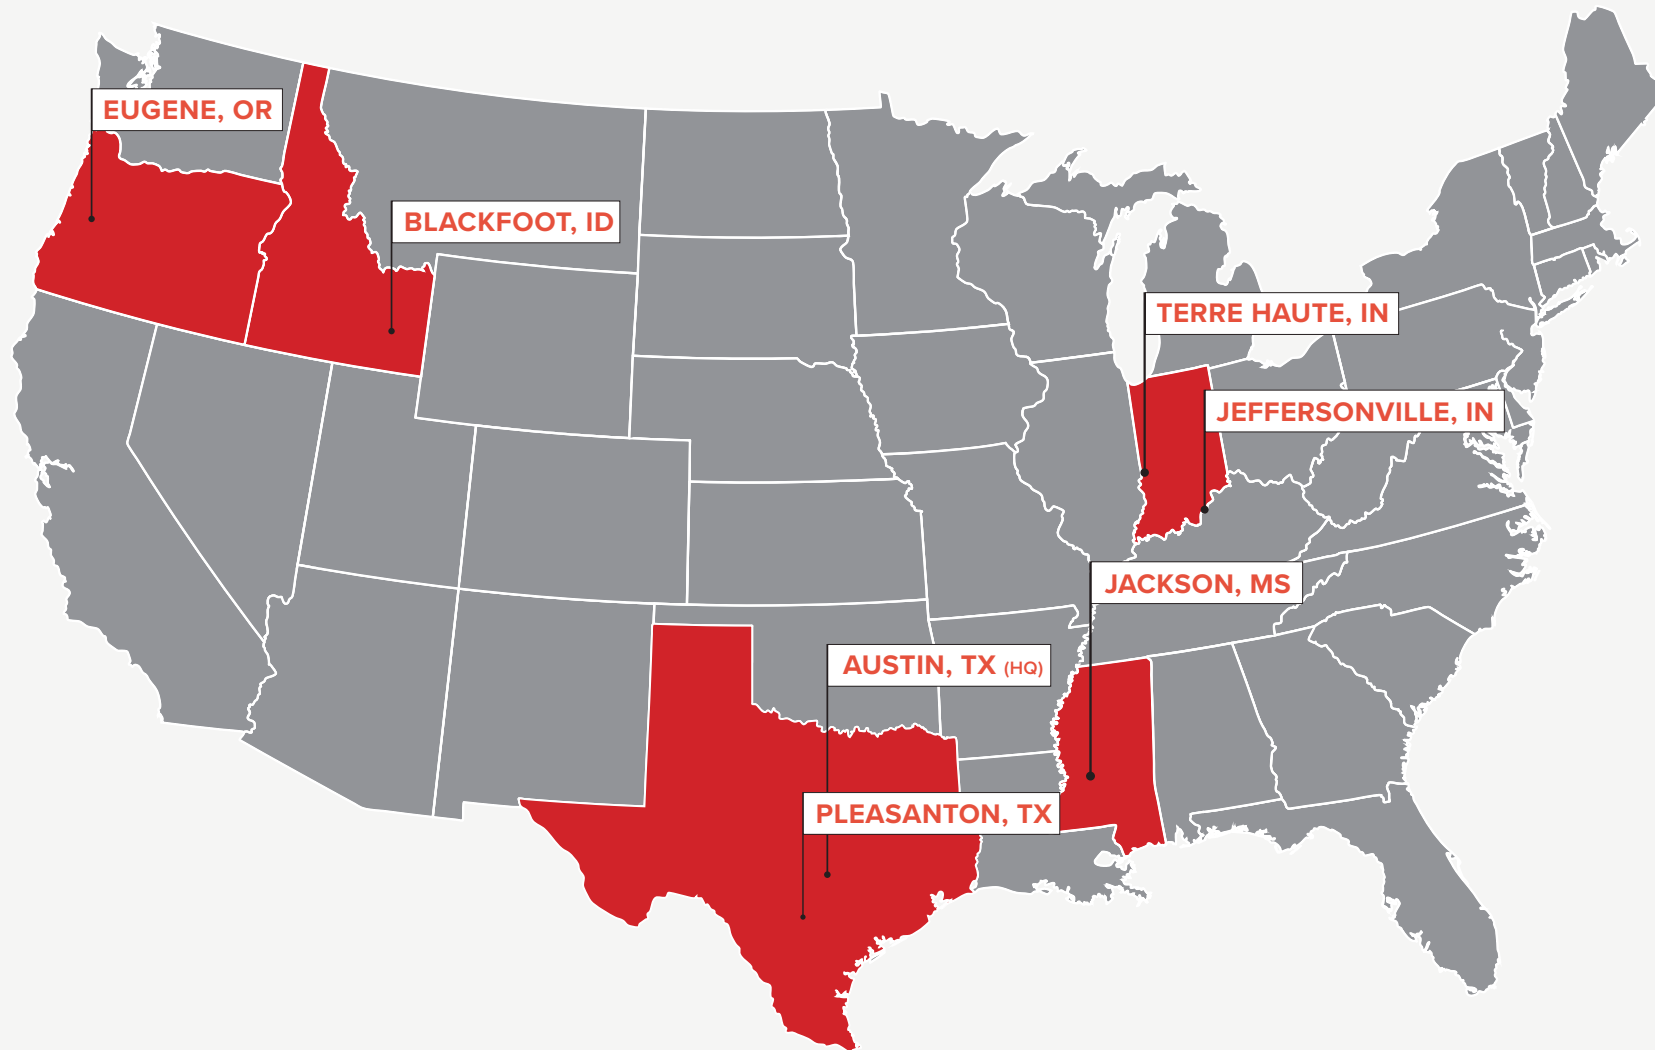 EUGENE, OR
BLACKFOOT, ID
TERRE HAUTE, IN
JEFFERSONVILLE, IN
JACKSON, MS
AUSTIN, TX (HQ)
PLEASANTON, TX